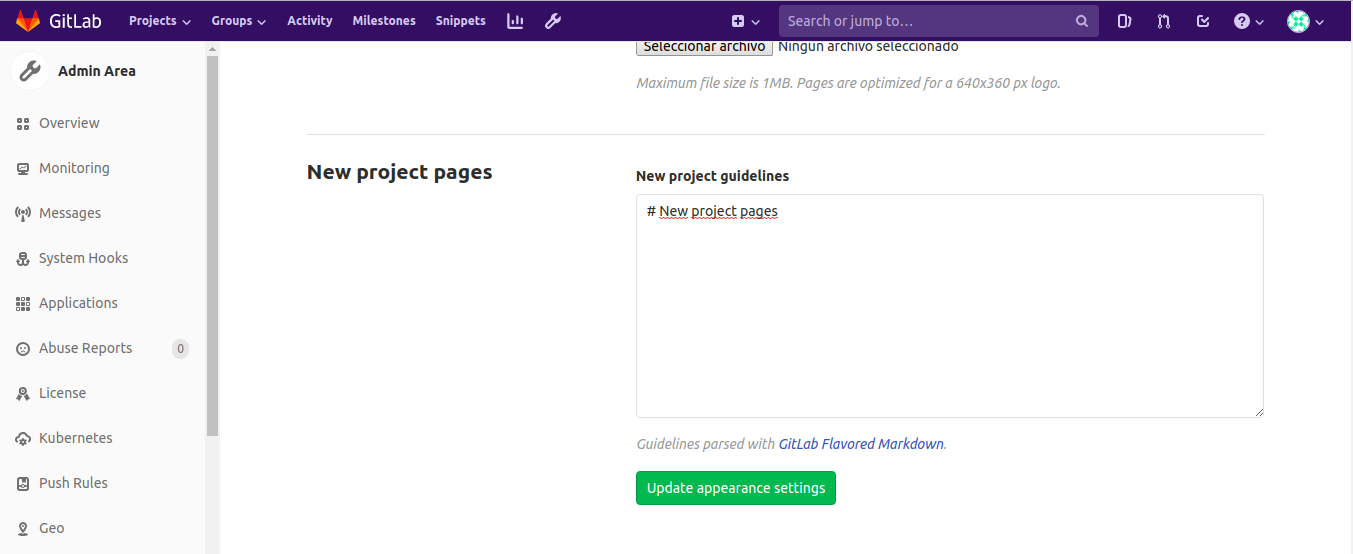 GitLab Projects Groups Activity Milestones Snippets Search or jump to…
Admin Area
Overview
Monitoring
Messages
System Hooks
Applications
Abuse Reports 0
License
Kubernetes
Push Rules
Geo
Seleccionar archivo Ningún archivo seleccionado
Maximum file size is 1MB. Pages are optimized for a 640x360 px logo.
New project pages
New project guidelines
# New project pages
Guidelines parsed with GitLab Flavored Markdown.
Update appearance settings